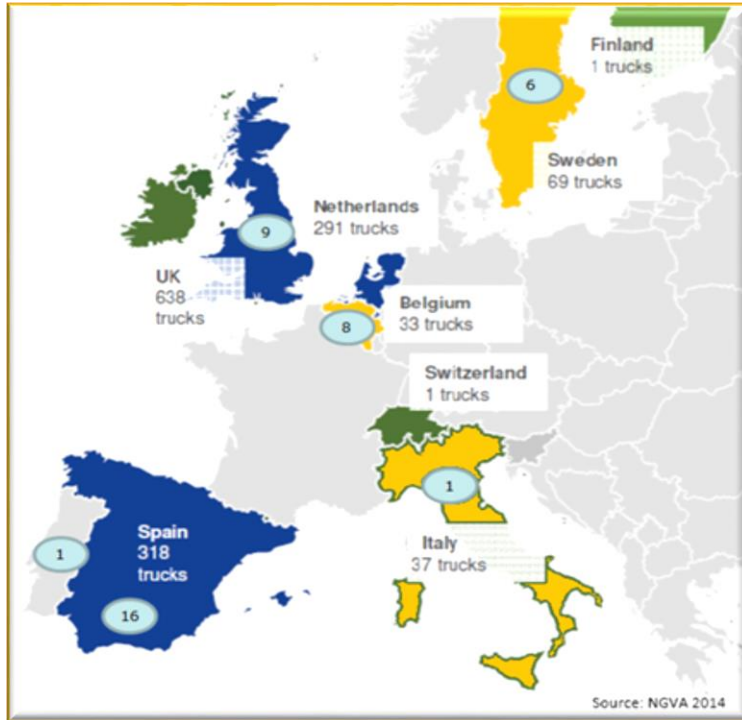 Finland
1 trucks
6
Sweden
69 trucks
Netherlands
291 trucks
9
UK
638
trucks
Belgium
33 trucks
8
Switzerland
1 trucks
1
Italy
37 trucks
Spain
318
trucks
1
16
Source: NGVA 2014